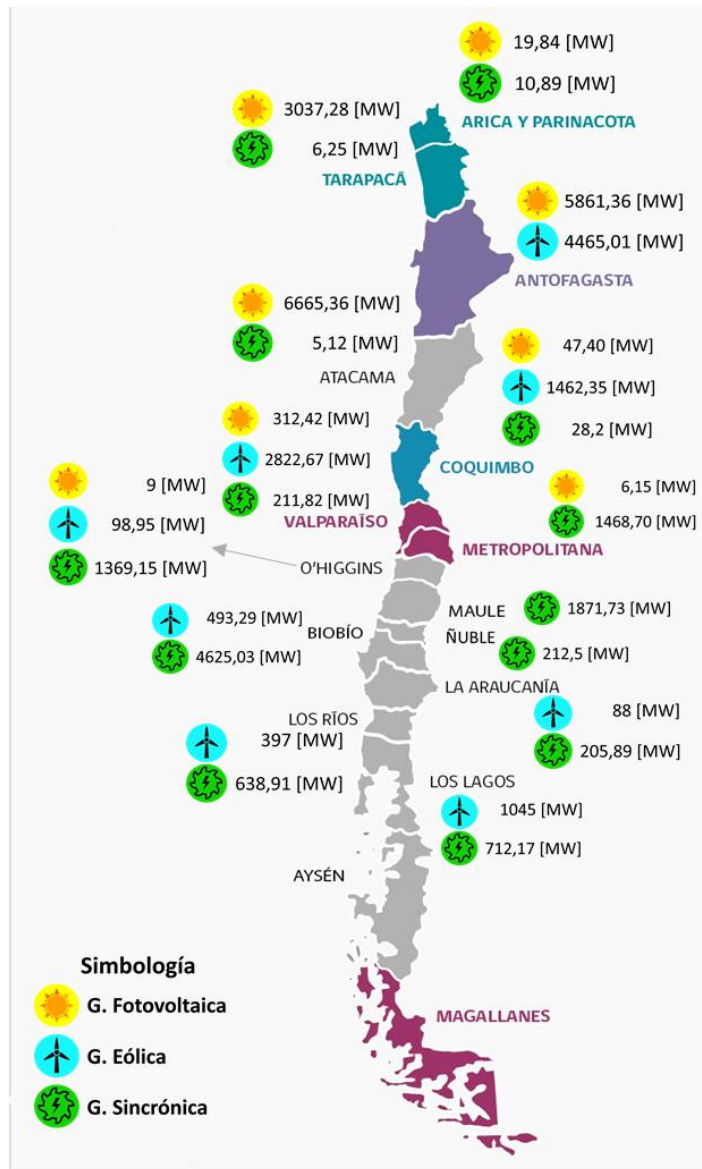 19,84 [MW]
10,89 [MW]
ARICA Y PARINACOTA
3037,28 [MW]
6,25 [MW]
TARAPACÁ
5861,36 [MW]
4465,01 [MW]
ANTOFAGASTA
6665,36 [MW]
5,12 [MW]
ATACAMA
47,40 [MW]
1462,35 [MW]
28,2 [MW]
COQUIMBO
312,42 [MW]
2822,67 [MW]
211,82 [MW]
VALPARAÍSO
6,15 [MW]
1468,70 [MW]
METROPOLITANA
9 [MW]
98,95 [MW]
1369,15 [MW]
O'HIGGINS
MAULE
1871,73 [MW]
493,29 [MW]
4625,03 [MW]
BIOBÍO
ÑUBLE
212,5 [MW]
LA ARAUCANÍA
88 [MW]
205,89 [MW]
LOS RÍOS
397 [MW]
638,91 [MW]
LOS LAGOS
1045 [MW]
712,17 [MW]
AYSÉN
MAGALLANES
Simbología
G. Fotovoltaica
G. Eólica
G. Sincrónica